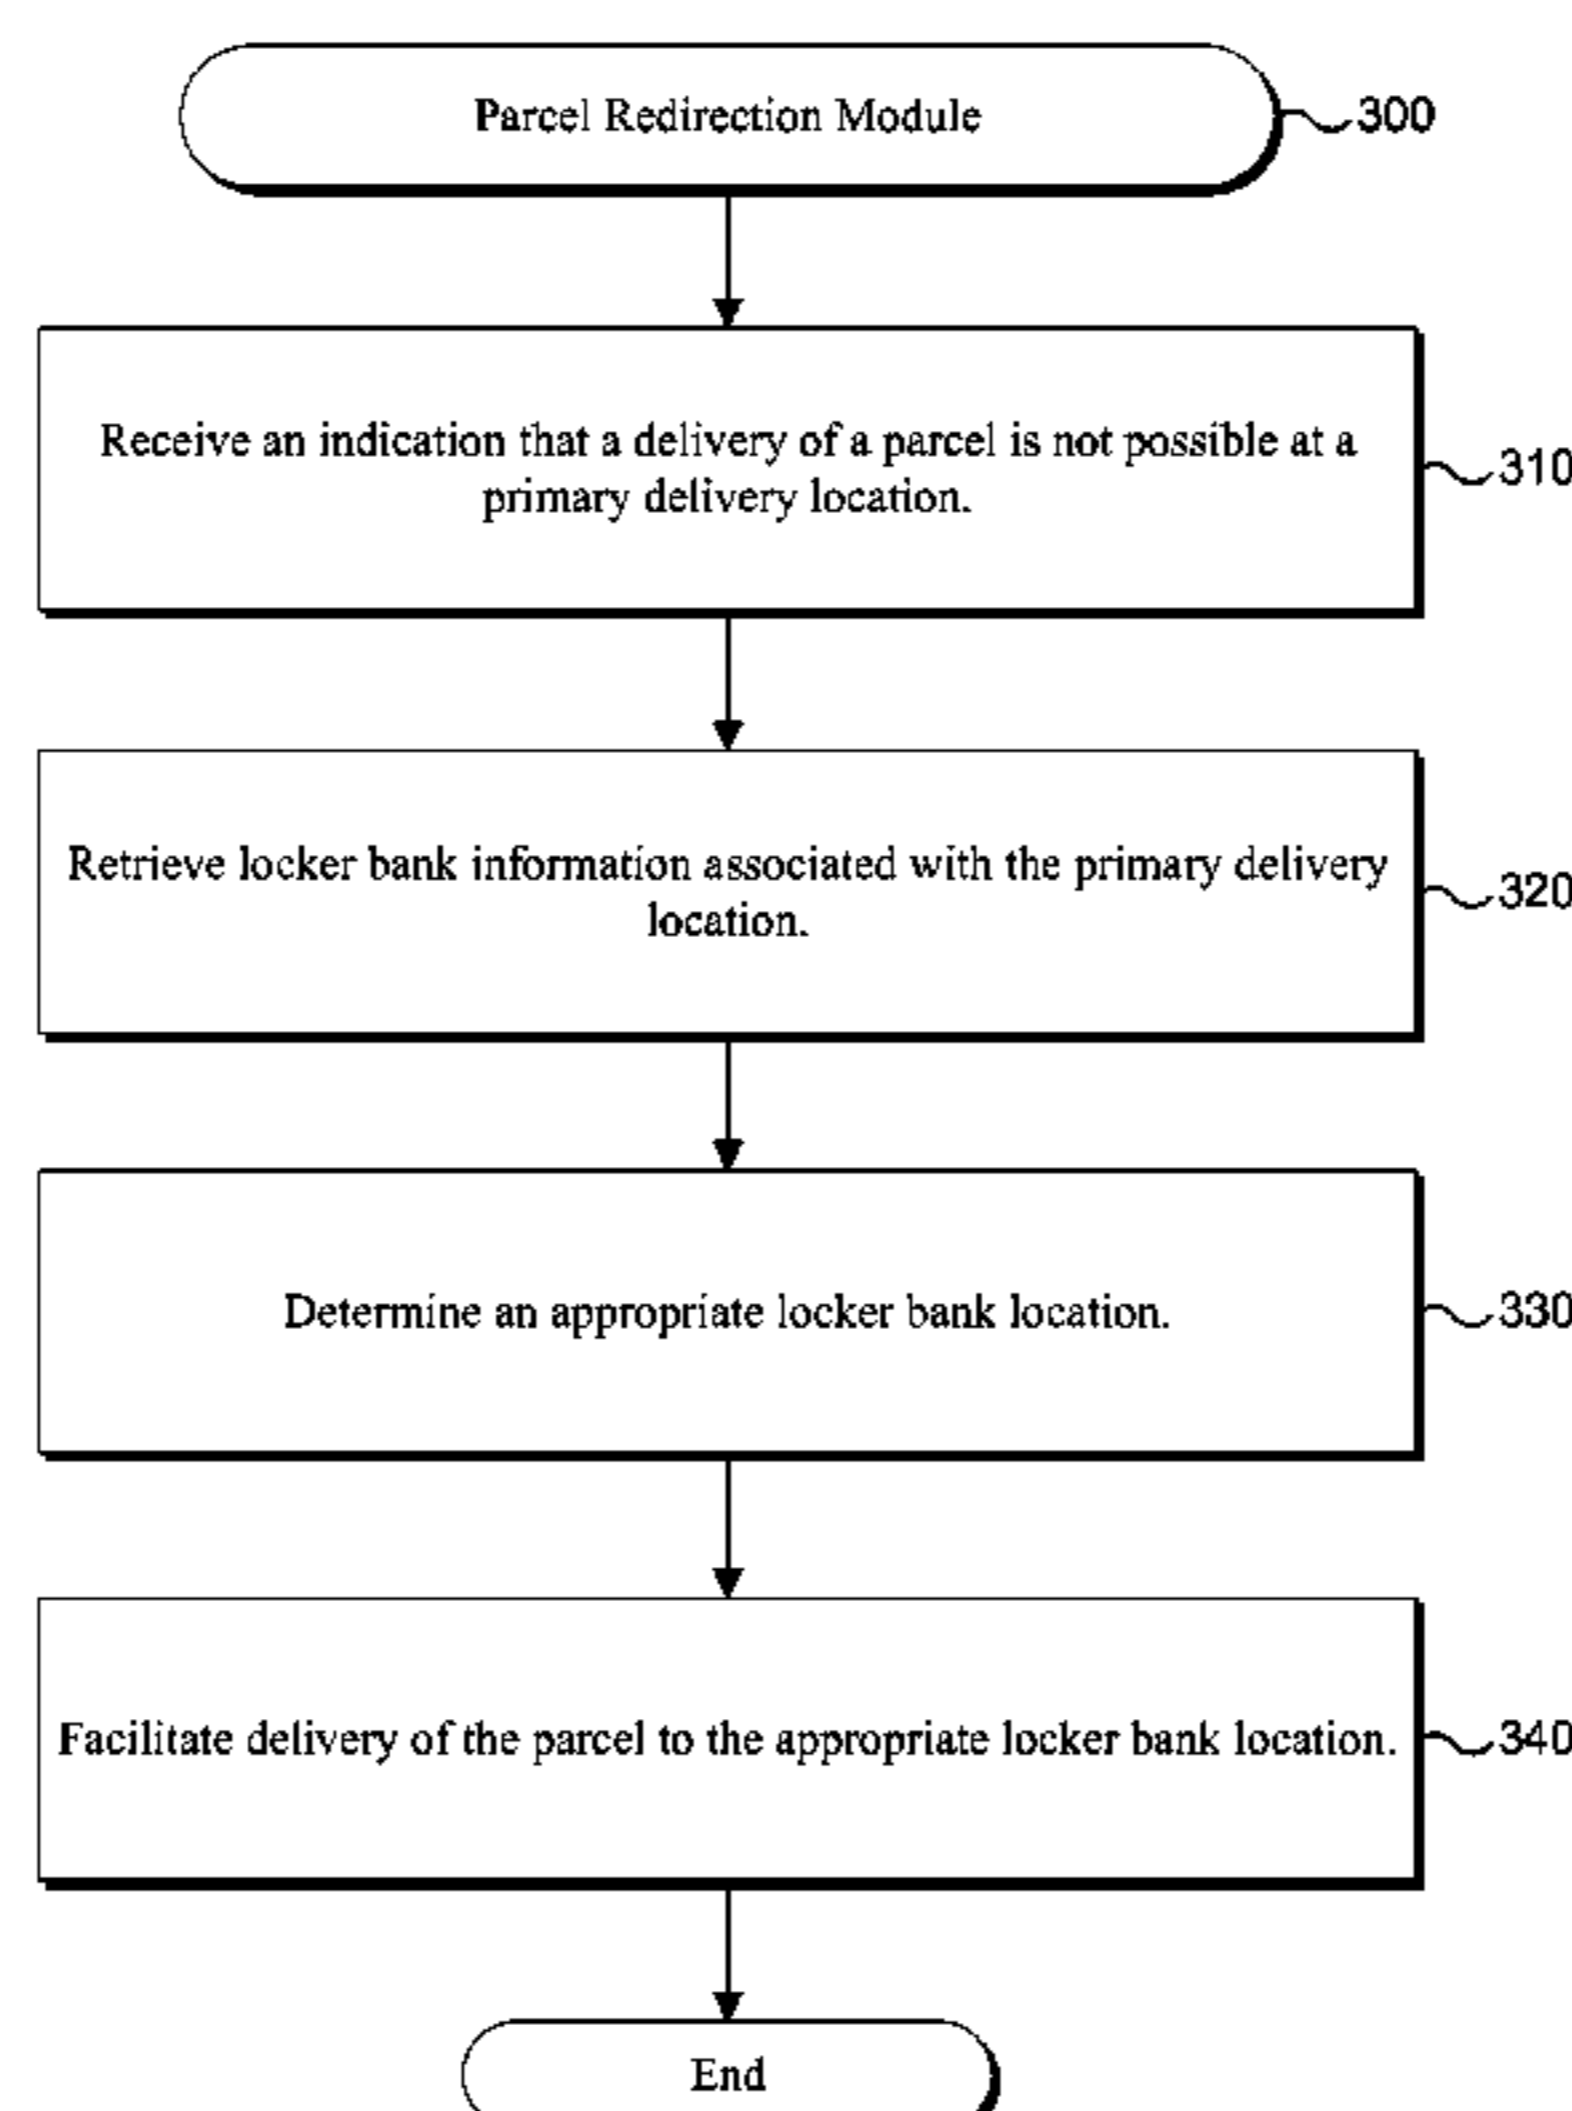 Parcel Redirection Module
300
Receive an indication that a delivery of a parcel is not possible at a
primary delivery location.
310
Retrieve locker bank information associated with the primary delivery
location.
320
Determine an appropriate locker bank location.
330
Facilitate delivery of the parcel to the appropriate locker bank location.
340
End